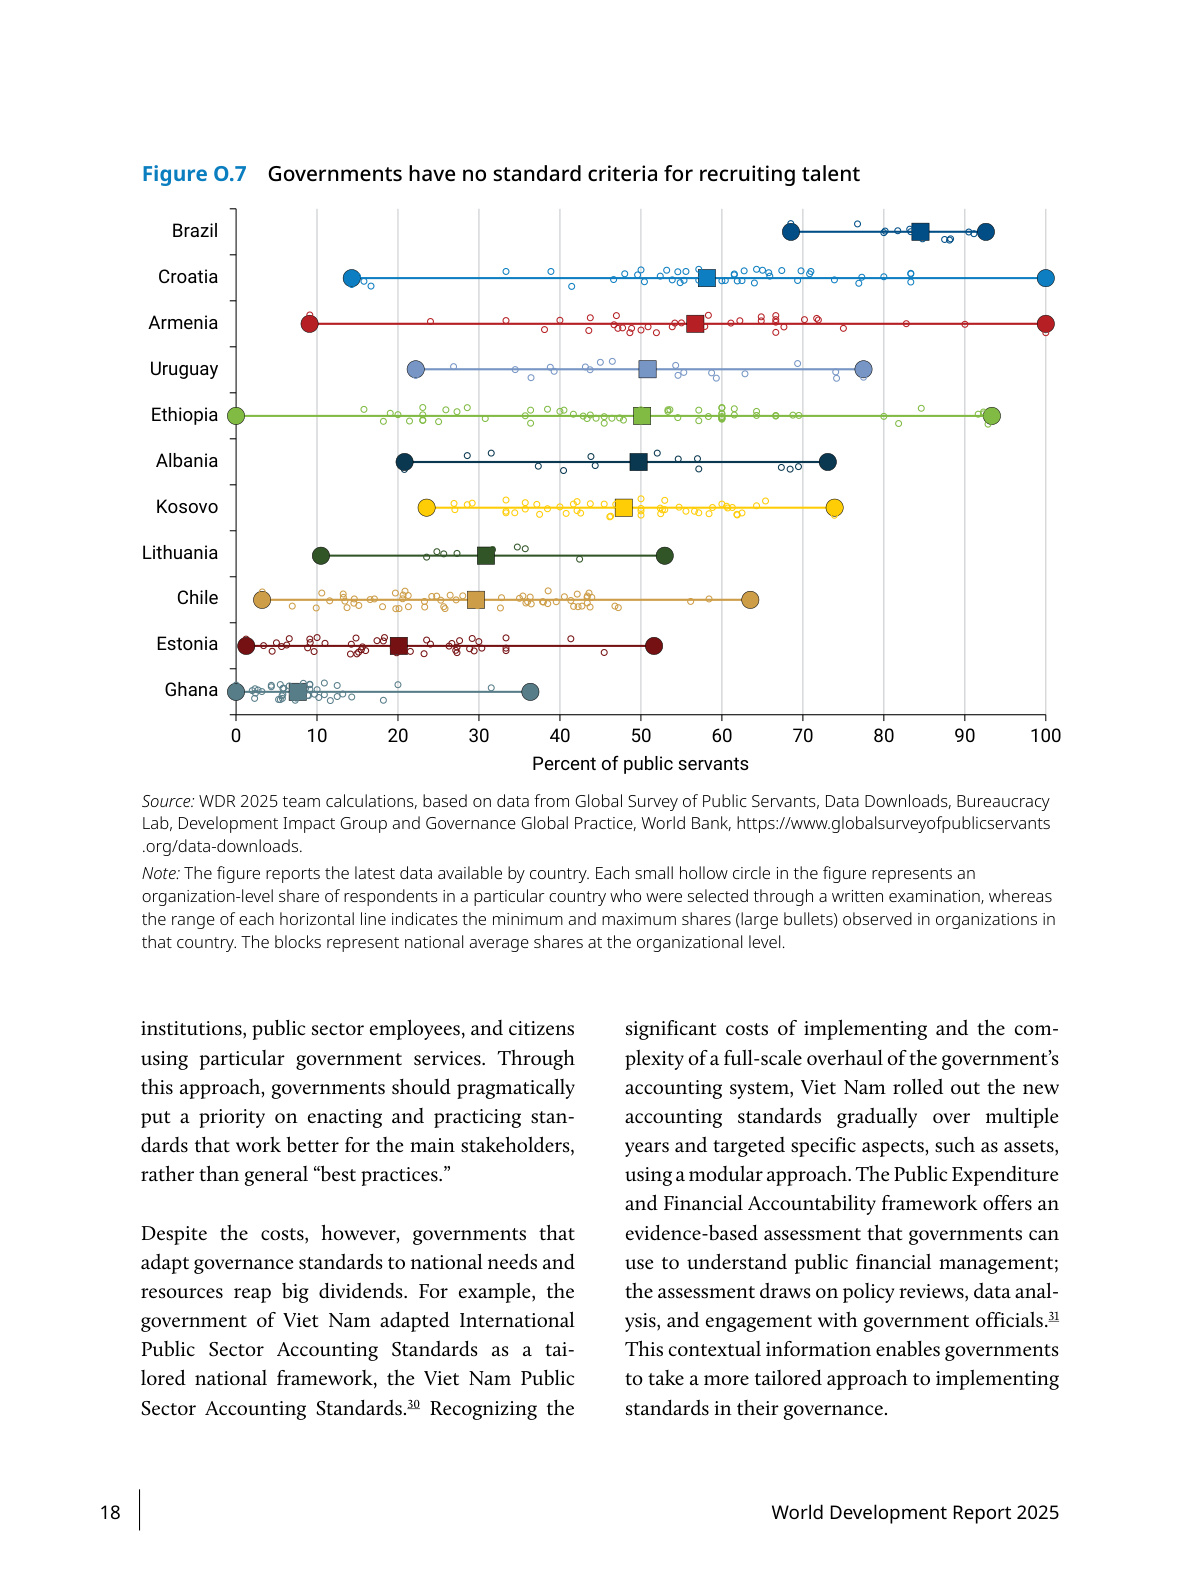 Figure O.7 Governments have no standard criteria for recruiting talent
Brazil
Croatia
Armenia
Uruguay
Ethiopia
Albania
Kosovo
Lithuania
Chile
Estonia
Ghana
0 10 20 30 40 50 60 70 80 90 100
Percent of public servants
Source: WDR 2025 team calculations, based on data from Global Survey of Public Servants, Data Downloads, Bureaucracy
Lab, Development Impact Group and Governance Global Practice, World Bank, https://www.globalsurveyofpublicservants
.org/data-downloads.
Note: The figure reports the latest data available by country. Each small hollow circle in the figure represents an
organization-level share of respondents in a particular country who were selected through a written examination, whereas
the range of each horizontal line indicates the minimum and maximum shares (large bullets) observed in organizations in
that country. The blocks represent national average shares at the organizational level.
institutions, public sector employees, and citizens
using particular government services. Through
this approach, governments should pragmatically
put a priority on enacting and practicing stan-
dards that work better for the main stakeholders,
rather than general “best practices.”
Despite the costs, however, governments that
adapt governance standards to national needs and
resources reap big dividends. For example, the
government of Viet Nam adapted International
Public Sector Accounting Standards as a tai-
lored national framework, the Viet Nam Public
Sector Accounting Standards.30 Recognizing the
significant costs of implementing and the com-
plexity of a full-scale overhaul of the government’s
accounting system, Viet Nam rolled out the new
accounting standards gradually over multiple
years and targeted specific aspects, such as assets,
using a modular approach. The Public Expenditure
and Financial Accountability framework offers an
evidence-based assessment that governments can
use to understand public financial management;
the assessment draws on policy reviews, data anal-
ysis, and engagement with government officials.31
This contextual information enables governments
to take a more tailored approach to implementing
standards in their governance.
18
World Development Report 2025